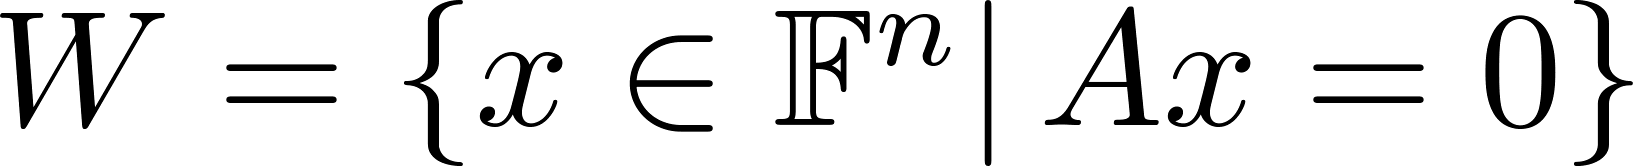 W = {x ∈ 𝔽ⁿ | Ax = 0}